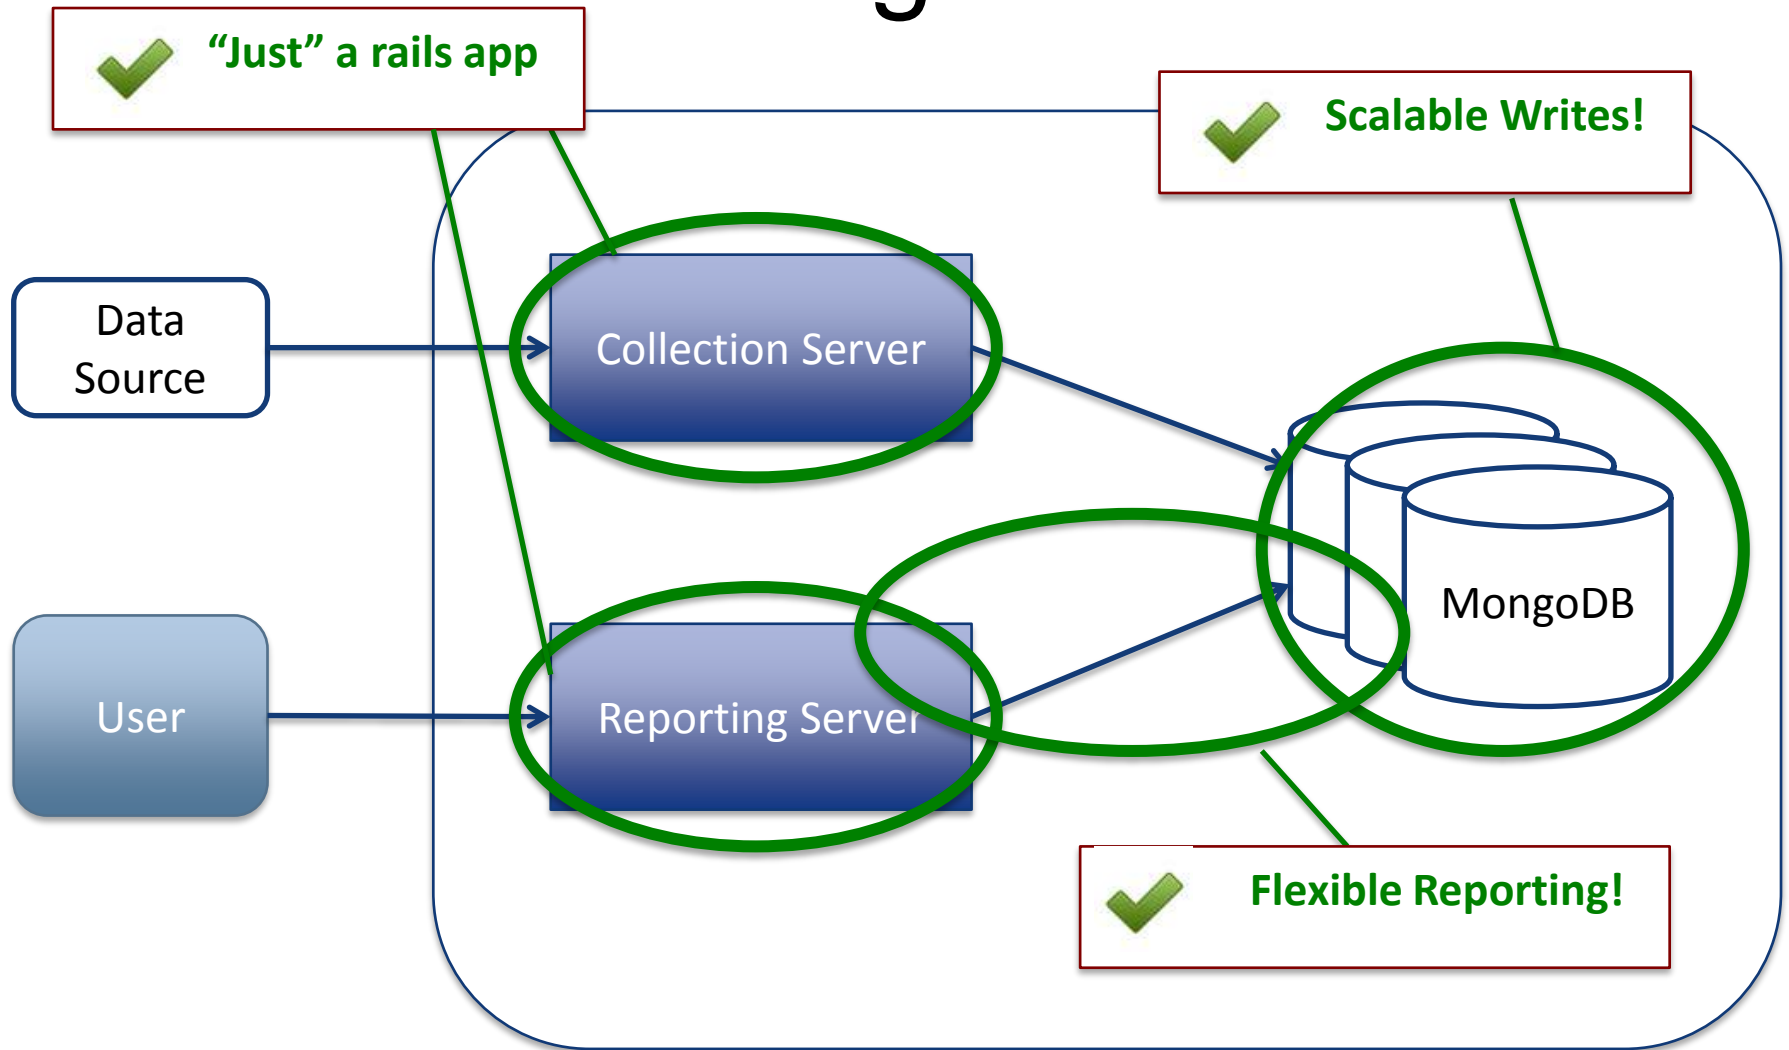 “Just” a rails app
Scalable Writes!
Data
Source
Collection Server
MongoDB
User
Reporting Server
Flexible Reporting!